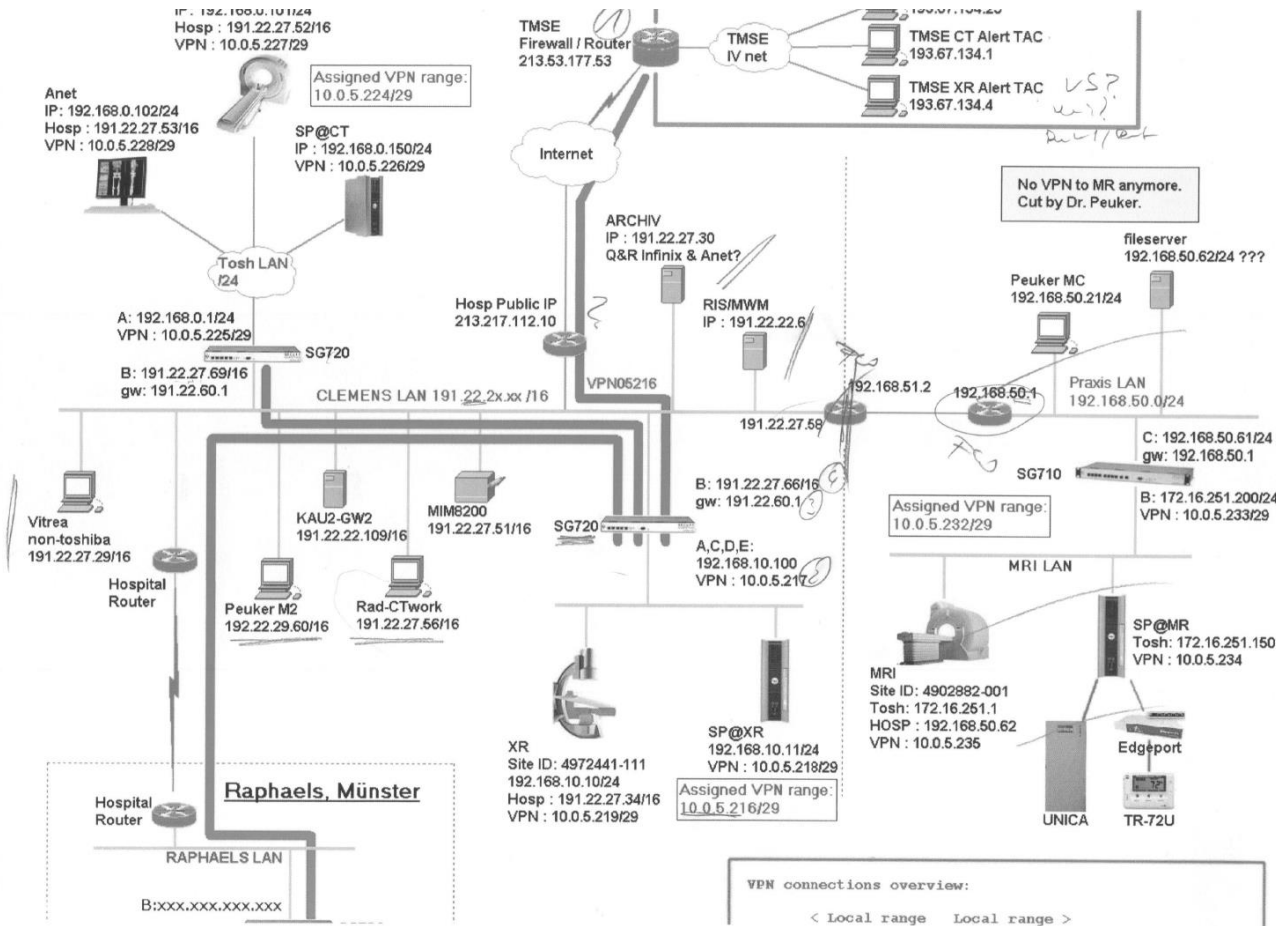 IP: 192.168.0.101/24
Hosp : 191.22.27.52/16
VPN : 10.0.5.227/29
Assigned VPN range:
10.0.5.224/29
Anet
IP: 192.168.0.102/24
Hosp : 191.22.27.53/16
VPN : 10.0.5.228/29
SP@CT
IP : 192.168.0.150/24
VPN : 10.0.5.226/29
Tosh LAN
/24
A: 192.168.0.1/24
VPN : 10.0.5.225/29
SG720
B: 191.22.27.69/16
gw: 191.22.60.1
TMSE
Firewall / Router
213.53.177.53
TMSE
IV net
193.67.134.25
TMSE CT Alert TAC
193.67.134.1
TMSE XR Alert TAC
193.67.134.4
VS?
Internet
No VPN to MR anymore.
Cut by Dr. Peuker.
ARCHIV
IP : 191.22.27.30
Q&R Infinix & Anet?
Hosp Public IP
213.217.112.10
?
RIS/MWM
IP : 191.22.22.6
fileserver
192.168.50.62/24 ???
Peuker MC
192.168.50.21/24
CLEMENS LAN 191.22.2x.xx /16
VPN05216
191.22.27.58
192.168.51.2
192.168.50.1
Praxis LAN
192.168.50.0/24
C: 192.168.50.61/24
gw: 192.168.50.1
SG710
B: 172.16.251.200/24
VPN : 10.0.5.233/29
Assigned VPN range:
10.0.5.232/29
Vitrea
non-toshiba
191.22.27.29/16
Hospital
Router
KAU2-GW2
191.22.22.109/16
MIM8200
191.22.27.51/16
Peuker M2
192.22.29.60/16
Rad-CTwork
191.22.27.56/16
B: 191.22.27.66/16
gw: 191.22.60.1
SG720
A,C,D,E:
192.168.10.100
VPN : 10.0.5.217
MRI LAN
XR
Site ID: 4972441-111
192.168.10.10/24
Hosp : 191.22.27.34/16
VPN : 10.0.5.219/29
SP@XR
192.168.10.11/24
VPN : 10.0.5.218/29
Assigned VPN range:
10.0.5.216/29
MRI
Site ID: 4902882-001
Tosh: 172.16.251.1
HOSP : 192.168.50.62
VPN : 10.0.5.235
SP@MR
Tosh: 172.16.251.150
VPN : 10.0.5.234
Edgeport
UNICA
TR-72U
Raphaels, Münster
Hospital
Router
RAPHAELS LAN
B:xxx.xxx.xxx.xxx
VPN connections overview:
< Local range Local range >